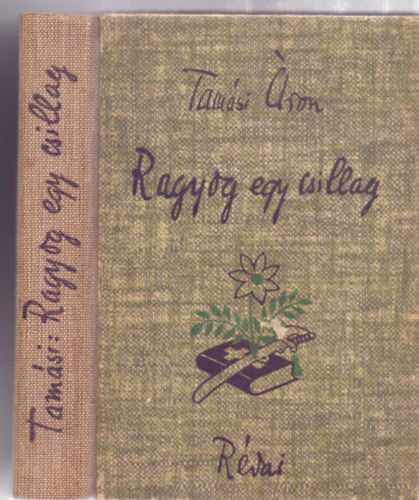 Tamási: Ragyog egy csillag
Tamási Áron
Ragyog egy csillag
Révai